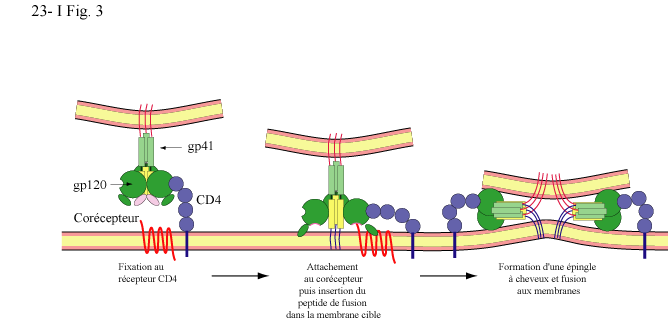 23- I Fig. 3
gp41
gp120
CD4
Corécepteur
Fixation au
récepteur CD4
Attachement
au corécepteur
puis insertion du
peptide de fusion
dans la membrane cible
Formation d'une épingle
à cheveux et fusion
aux membranes